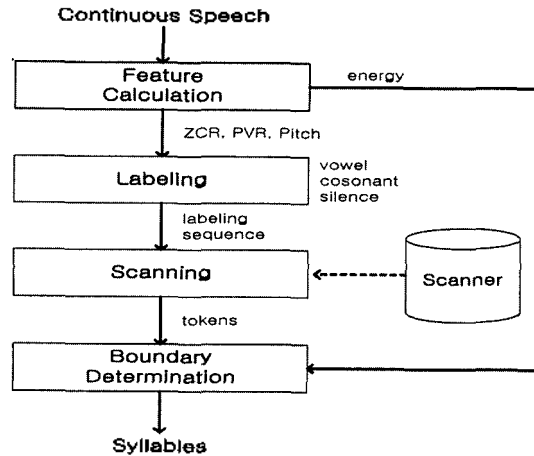 Continuous Speech
Feature
Calculation
energy
ZCR, PVR, Pitch
Labeling
vowel
cosonant
silence
labeling
sequence
Scanning
Scanner
tokens
Boundary
Determination
Syllables